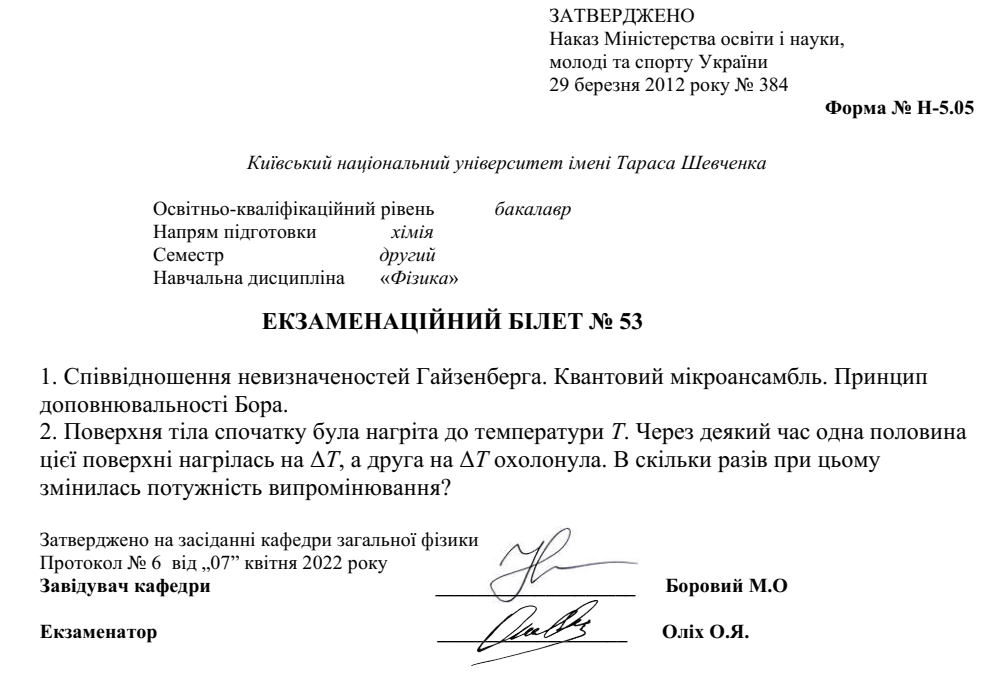 ЗАТВЕРДЖЕНО
Наказ Міністерства освіти і науки,
молоді та спорту України
29 березня 2012 року № 384
Форма № Н-5.05
Київський національний університет імені Тараса Шевченка
Освітньо-кваліфікаційний рівень бакалавр
Напрям підготовки хімія
Семестр другий
Навчальна дисципліна «Фізика»
ЕКЗАМЕНАЦІЙНИЙ БІЛЕТ № 53
1. Співвідношення невизначеностей Гайзенберга. Квантовий мікроансамбль. Принцип
доповнювальності Бора.
2. Поверхня тіла спочатку була нагріта до температури T. Через деякий час одна половина
цієї поверхні нагрілась на ΔT, а друга на ΔT охолонула. В скільки разів при цьому
змінилась потужність випромінювання?
Затверджено на засіданні кафедри загальної фізики
Протокол № 6 від „07” квітня 2022 року
Завідувач кафедри ____________________ Боровий М.О
Екзаменатор ____________________ Оліх О.Я.